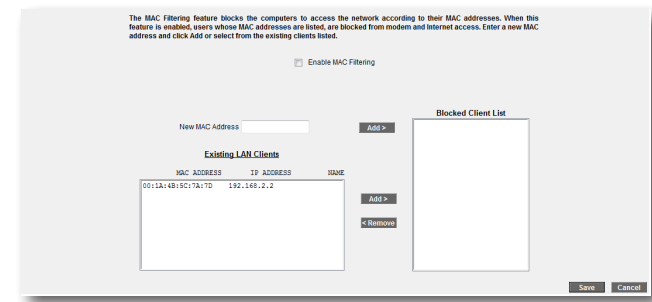 The MAC Filtering feature blocks the computers to access the network according to their MAC addresses. When this
feature is enabled, users whose MAC addresses are listed, are blocked from modem and Internet access. Enter a new MAC
address and click Add or select from the existing clients listed.
Enable MAC Filtering
Blocked Client List
New MAC Address
Add >
Existing LAN Clients
MAC ADDRESS IP ADDRESS NAME
00:1A:4B:5C:7A:7D 192.168.2.2
Add >
< Remove
Save Cancel